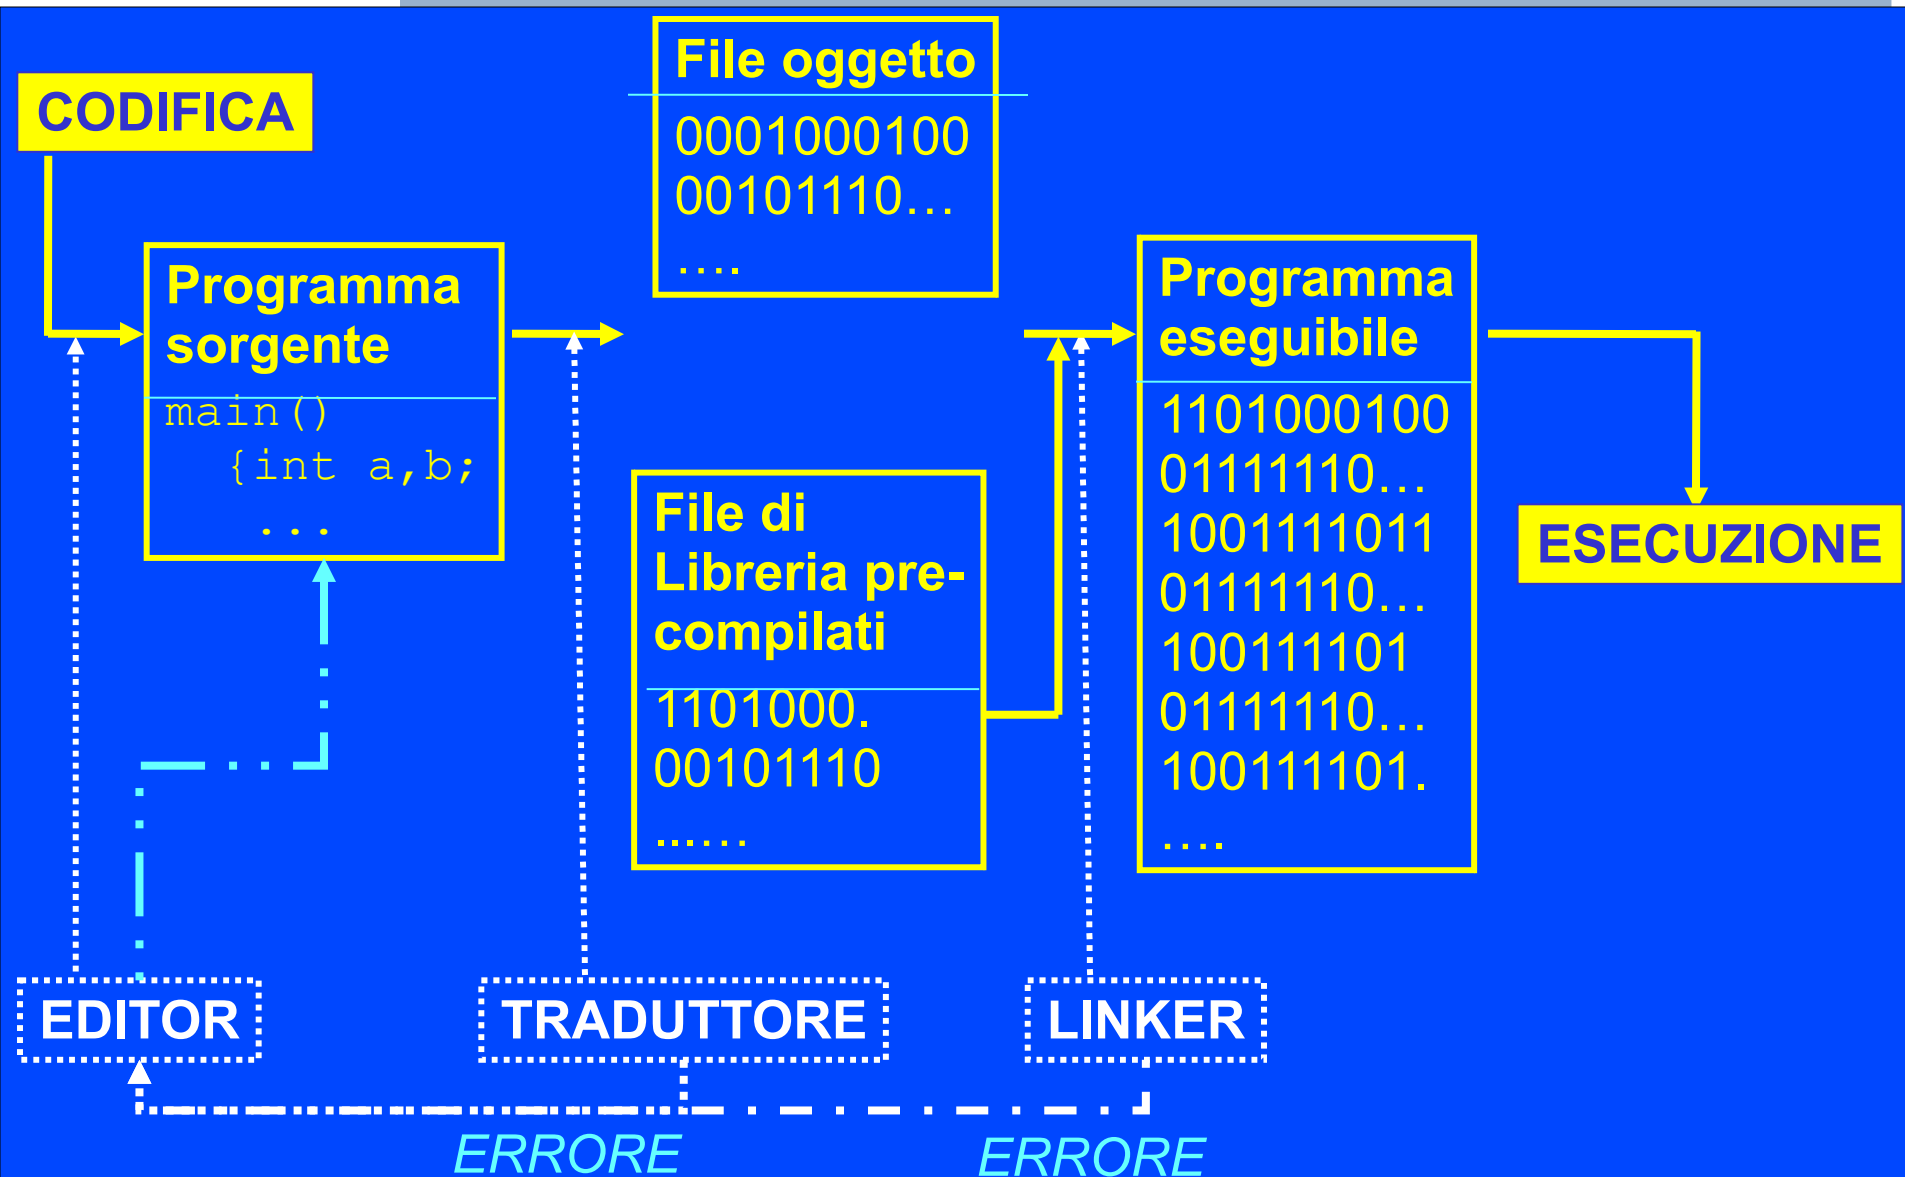 CODIFICA
Programma
sorgente
main()
{int a,b;
...
File oggetto
0001000100
00101110...
....
File di
Libreria pre-
compilati
1101000.
00101110
......
Programma
eseguibile
1101000100
01111110...
1001111011
01111110...
100111101
01111110...
100111101.
....
ESECUZIONE
EDITOR
TRADUTTORE
LINKER
ERRORE
ERRORE